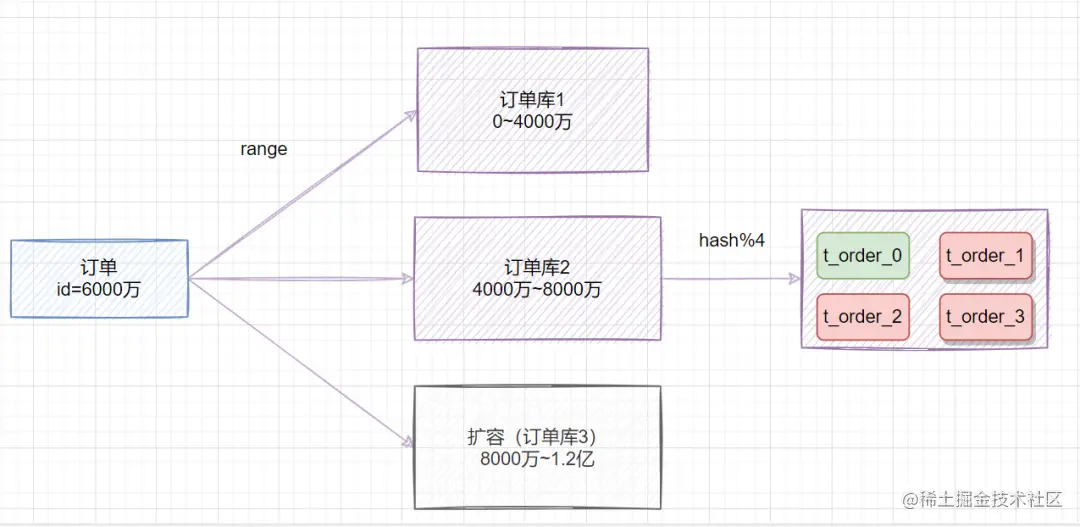 订单库1
0~4000万
range
订单
id=6000万
订单库2
4000万~8000万
hash%4
t_order_0
t_order_1
t_order_2
t_order_3
扩容（订单库3）
8000万~1.2亿
@稀土掘金技术社区